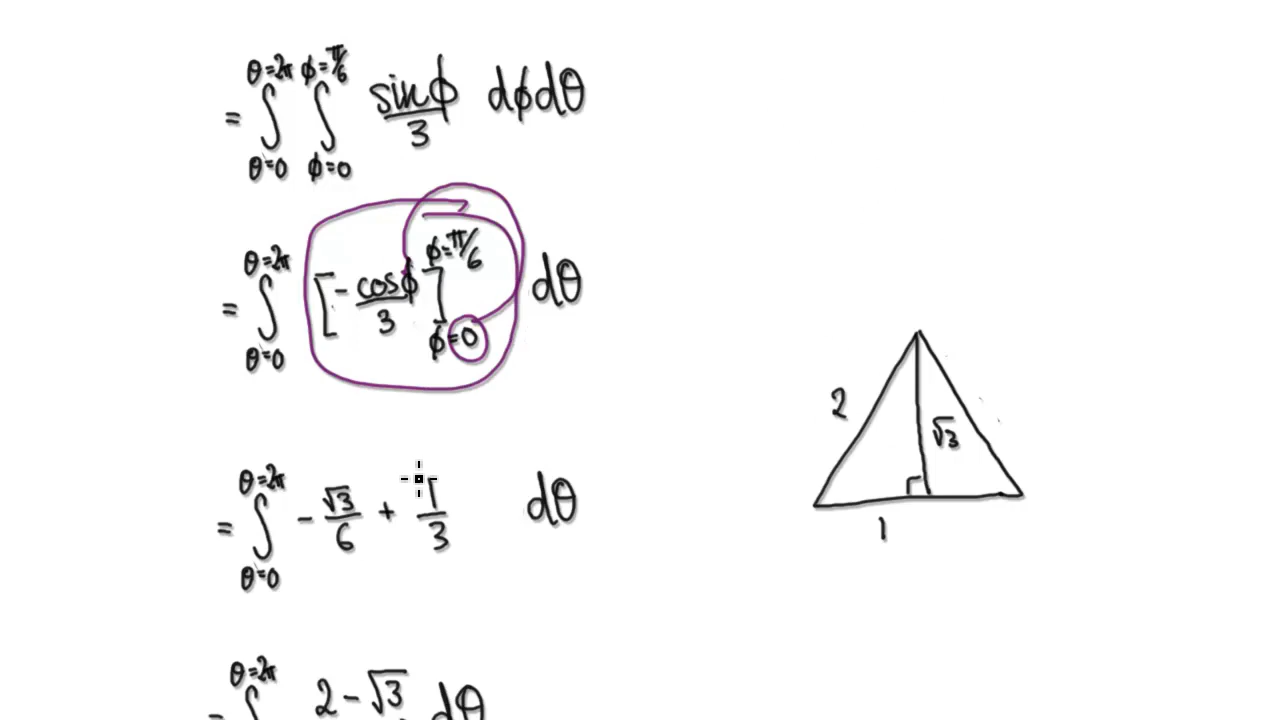 θ=2π φ=π/6
= ∫ ∫ sinφ/3 dφdθ
θ=0 φ=0
θ=2π φ=π/6
= ∫ [-cosφ/3] dθ
θ=0 φ=0
θ=2π
= ∫ -√3/6 + 1/3 dθ
θ=0
2
√3
1
θ=2π
= ∫ 2-√3 dθ